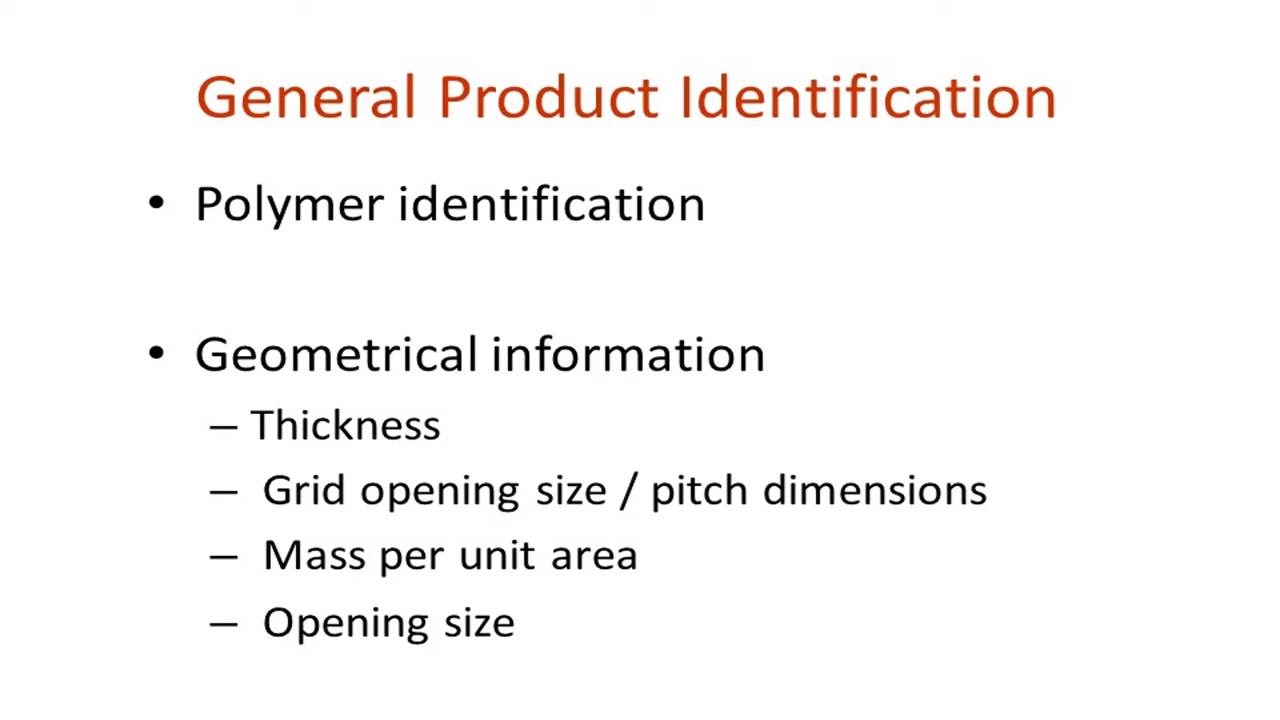 General Product Identification
• Polymer identification
• Geometrical information
– Thickness
– Grid opening size / pitch dimensions
– Mass per unit area
– Opening size